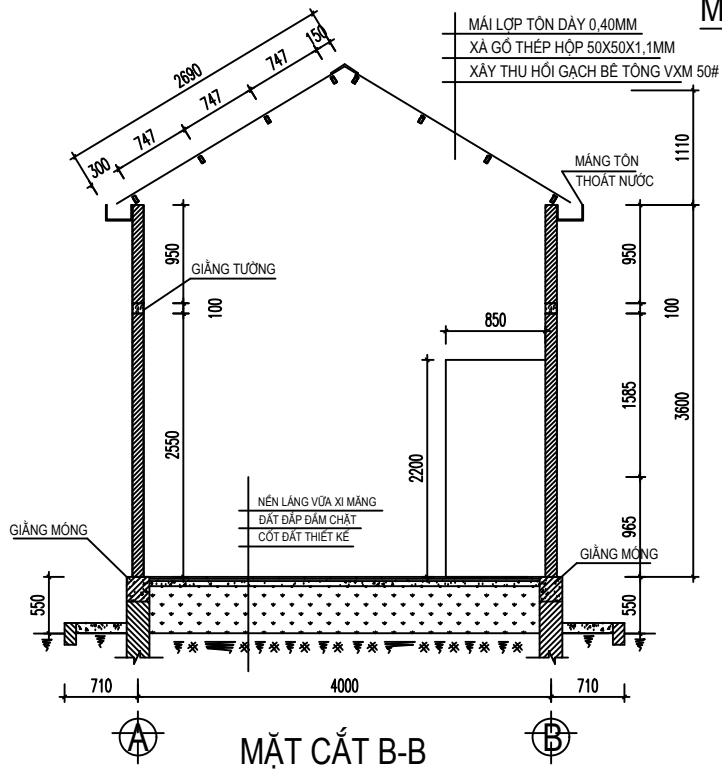 M
MÁI LỢP TÔN DÀY 0,40MM
XÀ GỒ THÉP HỘP 50X50X1,1MM
XÂY THU HỒI GẠCH BÊ TÔNG VXM 50#
150
747
2690
747
747
300
1110
MÁNG TÔN
THOÁT NƯỚC
950
GIẰNG TƯỜNG
100
950
100
850
1585
3600
2550
2200
NỀN LÁNG VỮA XI MĂNG
ĐẤT ĐẮP ĐẦM CHẶT
CỐT ĐẤT THIẾT KẾ
965
GIẰNG MÓNG
GIẰNG MÓNG
550
550
710
4000
710
A
MẶT CẮT B-B
B